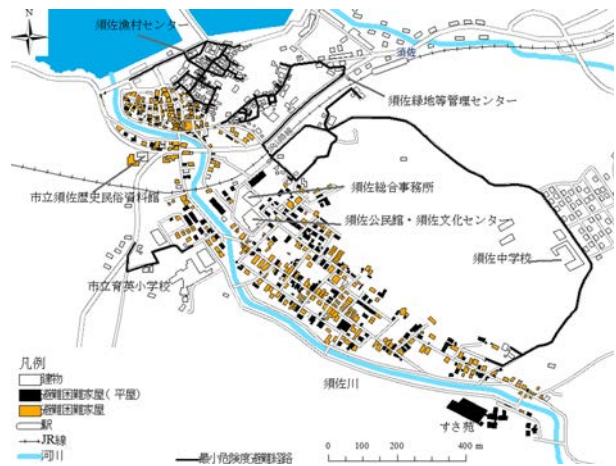 N
須佐漁村センター
須佐
須佐緑地等管理センター
市立須佐歴史民俗資料館
須佐総合事務所
須佐公民館・須佐文化センター
須佐中学校
市立育英小学校
凡例
建物
避難困難家屋(平屋)
避難困難家屋
駅
JR線
河川
須佐川
すさ苑
最小危険度避難経路
0 100 200 400 m